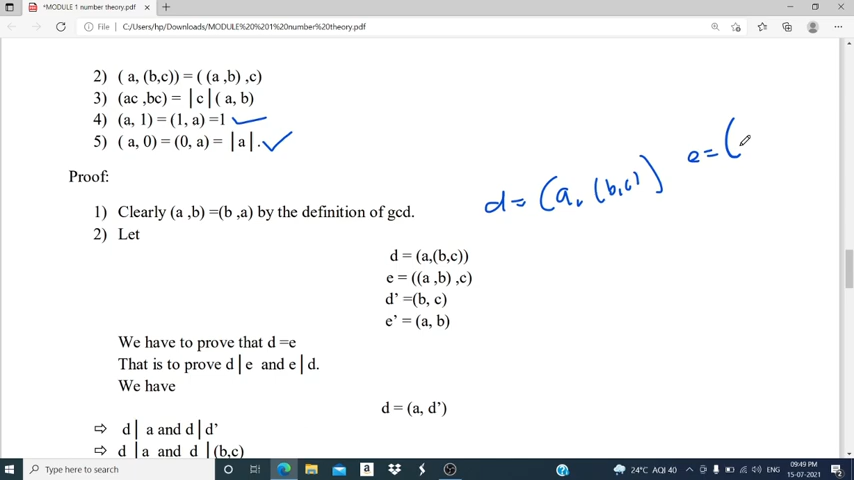 *MODULE 1 number theory.pdf
File | C:/Users/hp/Downloads/MODULE%20%201%20number%20theory.pdf
2) ( a, (b,c)) = ( (a ,b) ,c)
3) (ac ,bc) = |c|( a, b)
4) (a, 1) = (1, a) =1
5) ( a, 0) = (0, a) = |a|.
d = (a, (b,c)) e = (
Proof:
1) Clearly (a ,b) =(b ,a) by the definition of gcd.
2) Let
d = (a,(b,c))
e = ((a ,b) ,c)
d’ =(b, c)
e’ = (a, b)
We have to prove that d =e
That is to prove d|e and e|d.
We have
d = (a, d’)
⇨ d| a and d|d’
⇨ d |a and d |(b,c)
Type here to search
24°C AQI 40
ENG
09:49 PM
15-07-2021